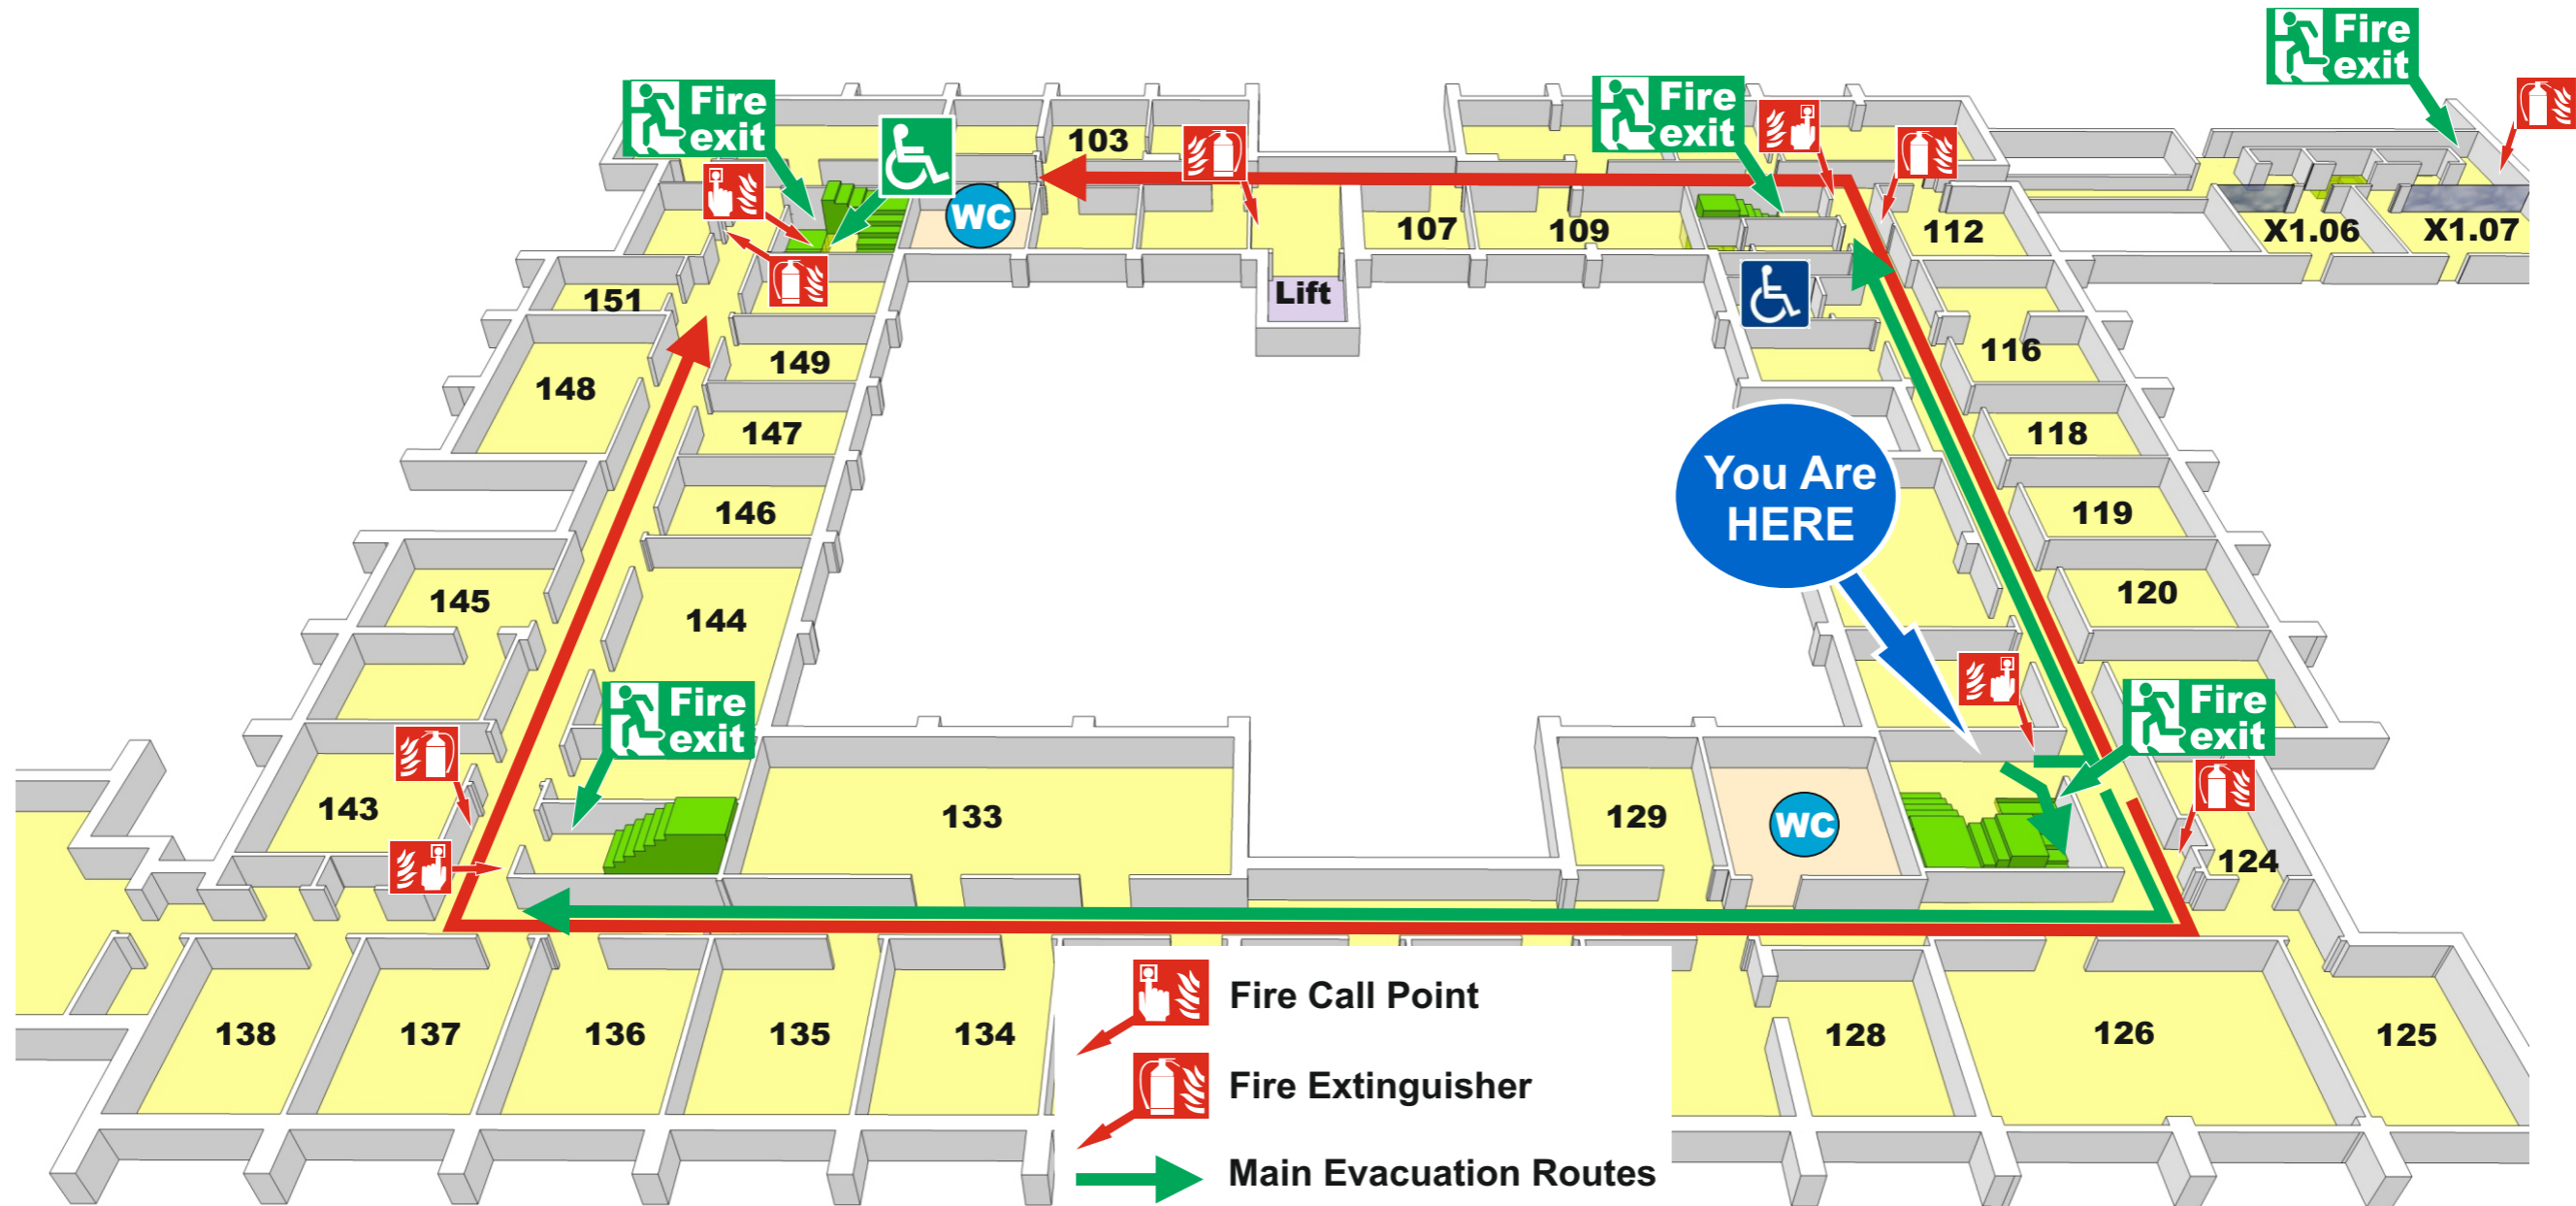 Fire
exit
Fire
exit
Fire
exit
103
WC
107
109
112
X1.06
X1.07
Lift
151
148
149
116
147
118
You Are
HERE
146
119
145
144
120
Fire
exit
Fire
exit
143
133
129
WC
124
138
137
136
135
134
128
126
125
Fire Call Point
Fire Extinguisher
Main Evacuation Routes